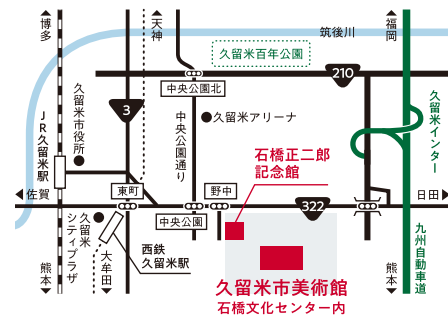 博多
天神
福岡
筑後川
久留米百年公園
210
中央公園北
3
久留米市役所
JR久留米駅
中央公園通り
久留米アリーナ
久留米インター
石橋正二郎
記念館
佐賀
東町
野中
日田
322
久留米
シティプラザ
中央公園
西鉄
久留米駅
九州自動車道
熊本
大牟田
久留米市美術館
石橋文化センター内
熊本